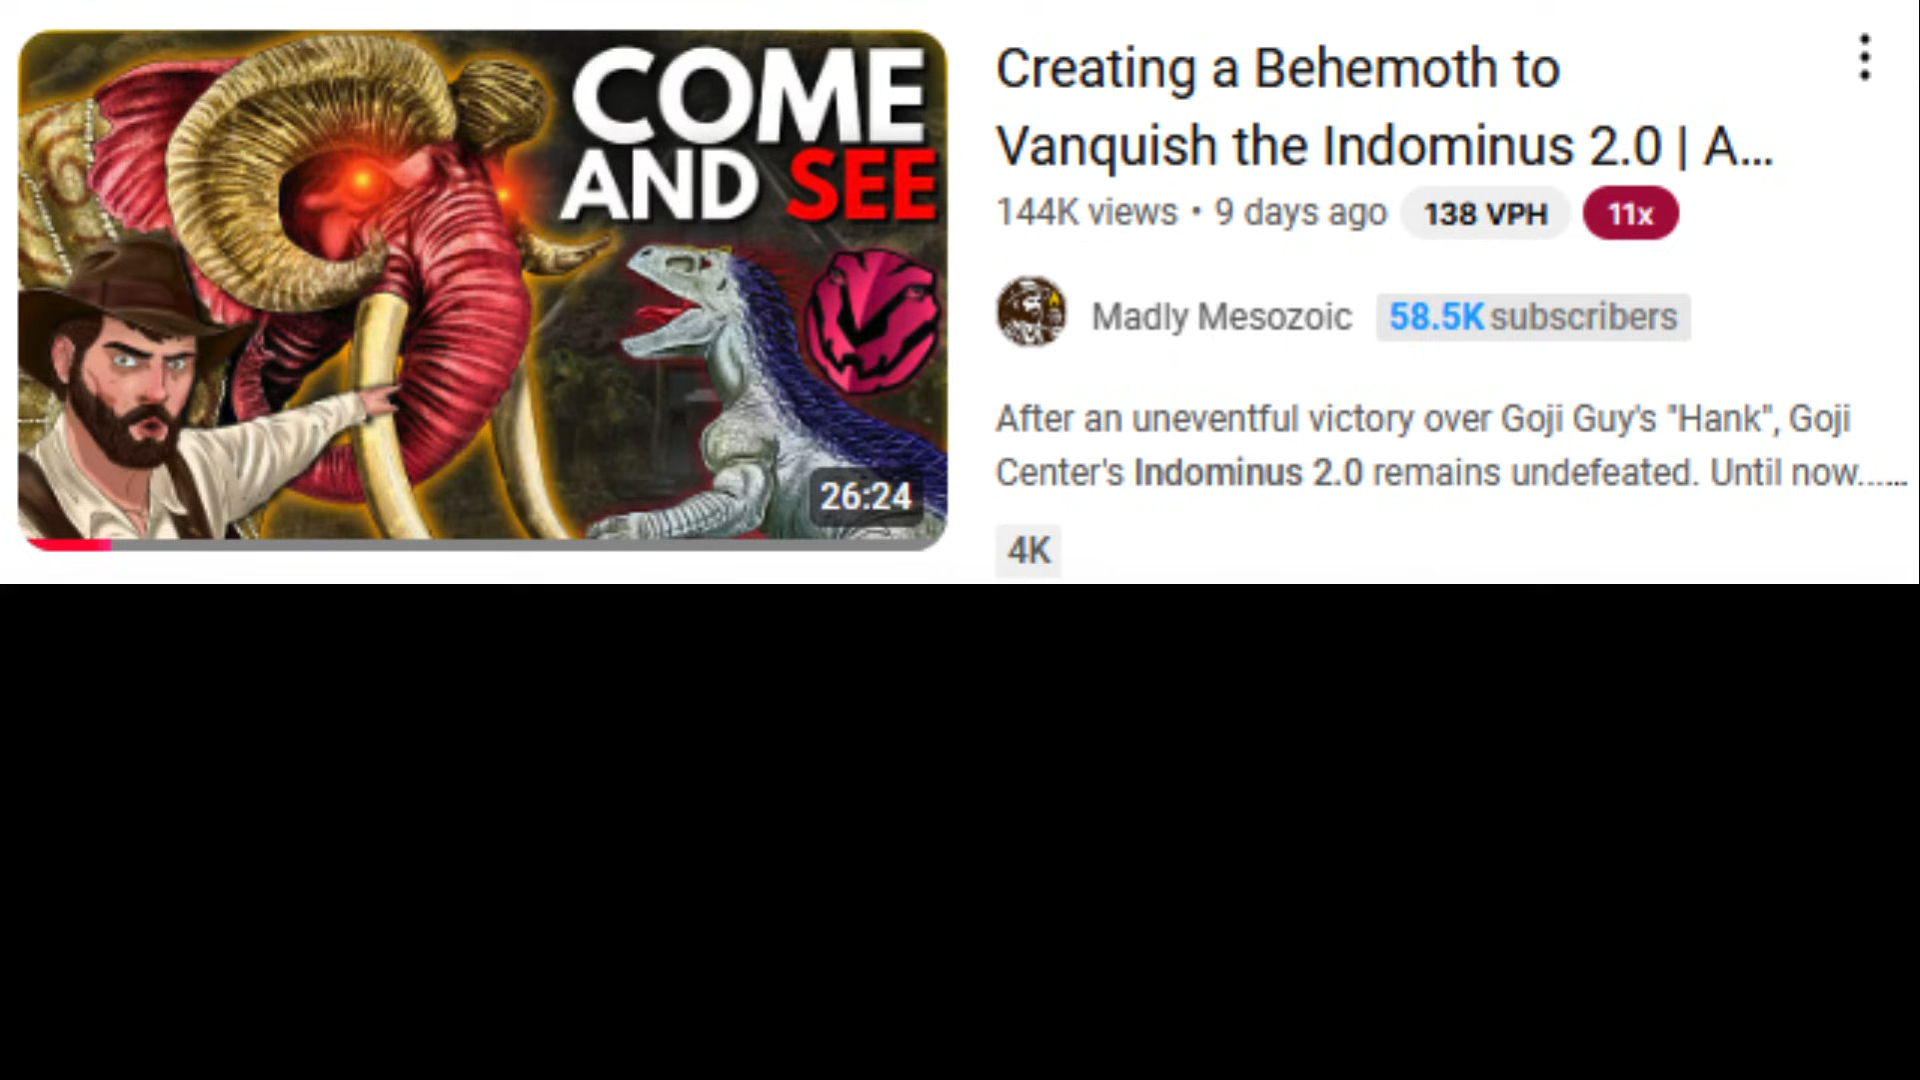 COME
AND SEE
26:24
Creating a Behemoth to
Vanquish the Indominus 2.0 | A...
144K views • 9 days ago 138 VPH 11x
Madly Mesozoic 58.5K subscribers
After an uneventful victory over Goji Guy's "Hank", Goji
Center's Indominus 2.0 remains undefeated. Until now......
4K